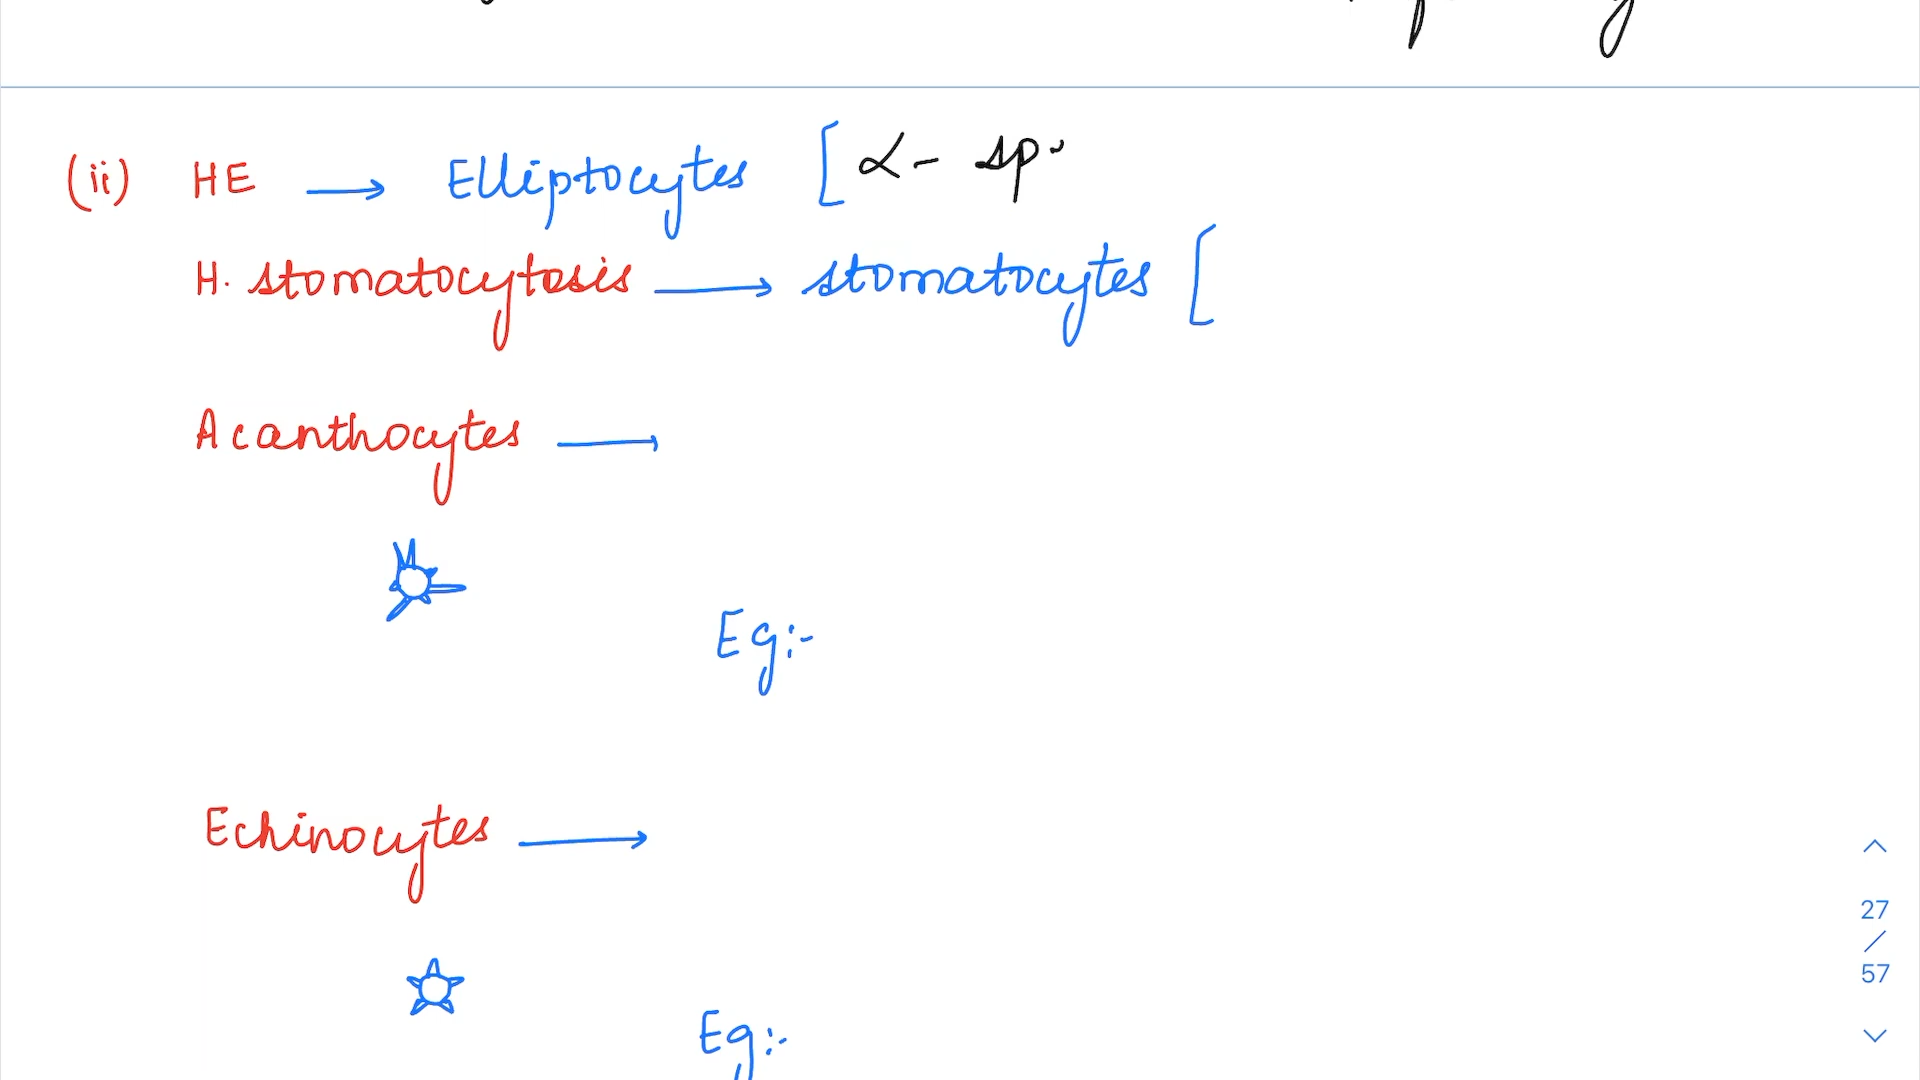 (ii) HE → Elliptocytes [ α- sp
H. stomatocytosis → stomatocytes [
Acanthocytes →
Eg:-
Echinocytes →
Eg:-
27
/
57